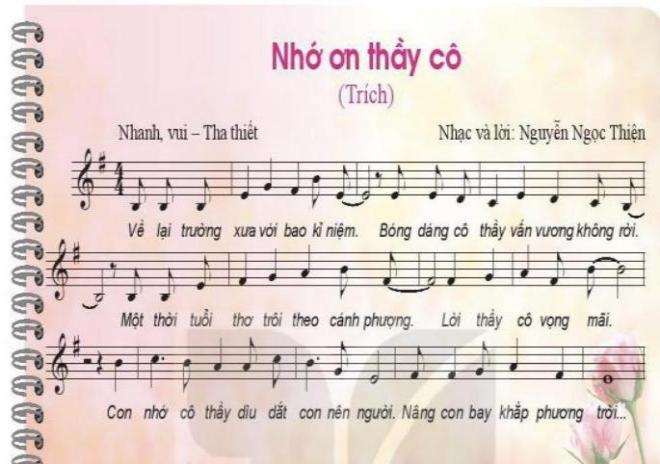 Nhớ ơn thầy cô
(Trích)
Nhanh, vui – Tha thiết
Nhạc và lời: Nguyễn Ngọc Thiện
4
4
Về lại trường xưa với bao kỉ niệm. Bóng dáng cô thầy vấn vương không rời.
Một thời tuổi thơ trôi theo cánh phượng. Lời thầy cô vọng mãi.
Con nhớ cô thầy dìu dắt con nên người. Nâng con bay khắp phương trời...